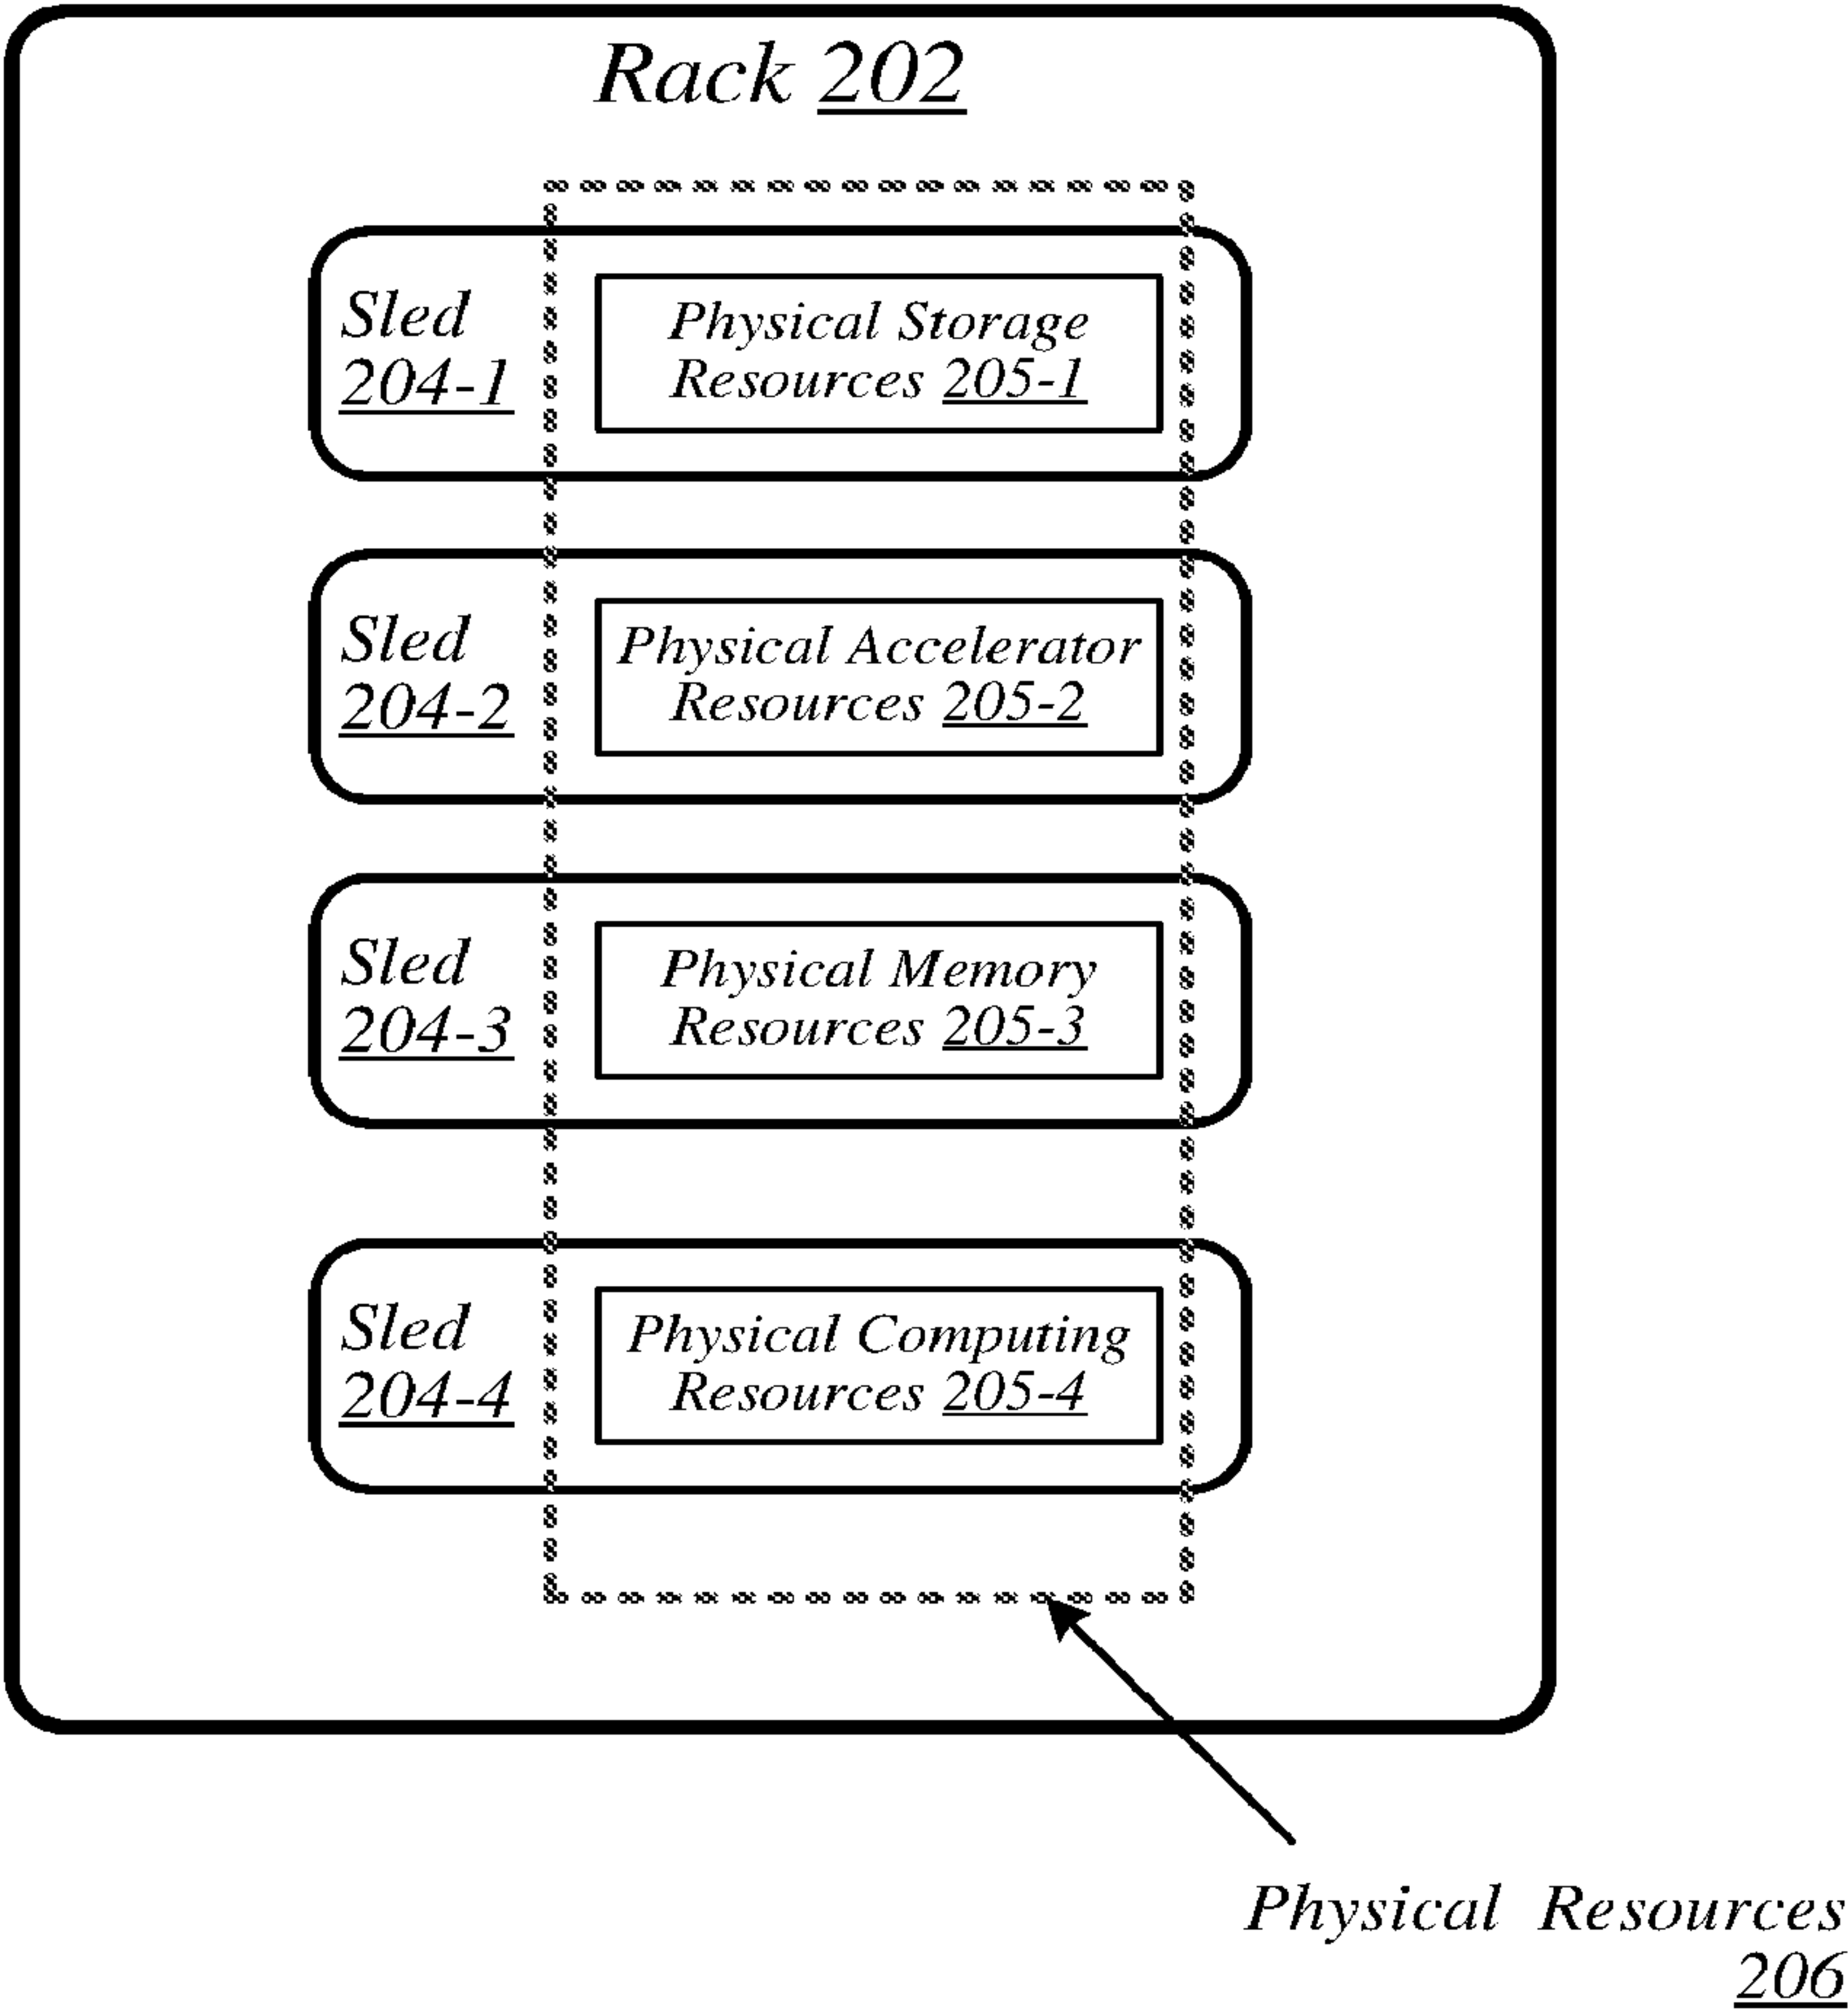 Rack 202
Sled
204-1
Physical Storage
Resources 205-1
Sled
204-2
Physical Accelerator
Resources 205-2
Sled
204-3
Physical Memory
Resources 205-3
Sled
204-4
Physical Computing
Resources 205-4
Physical Resources
206